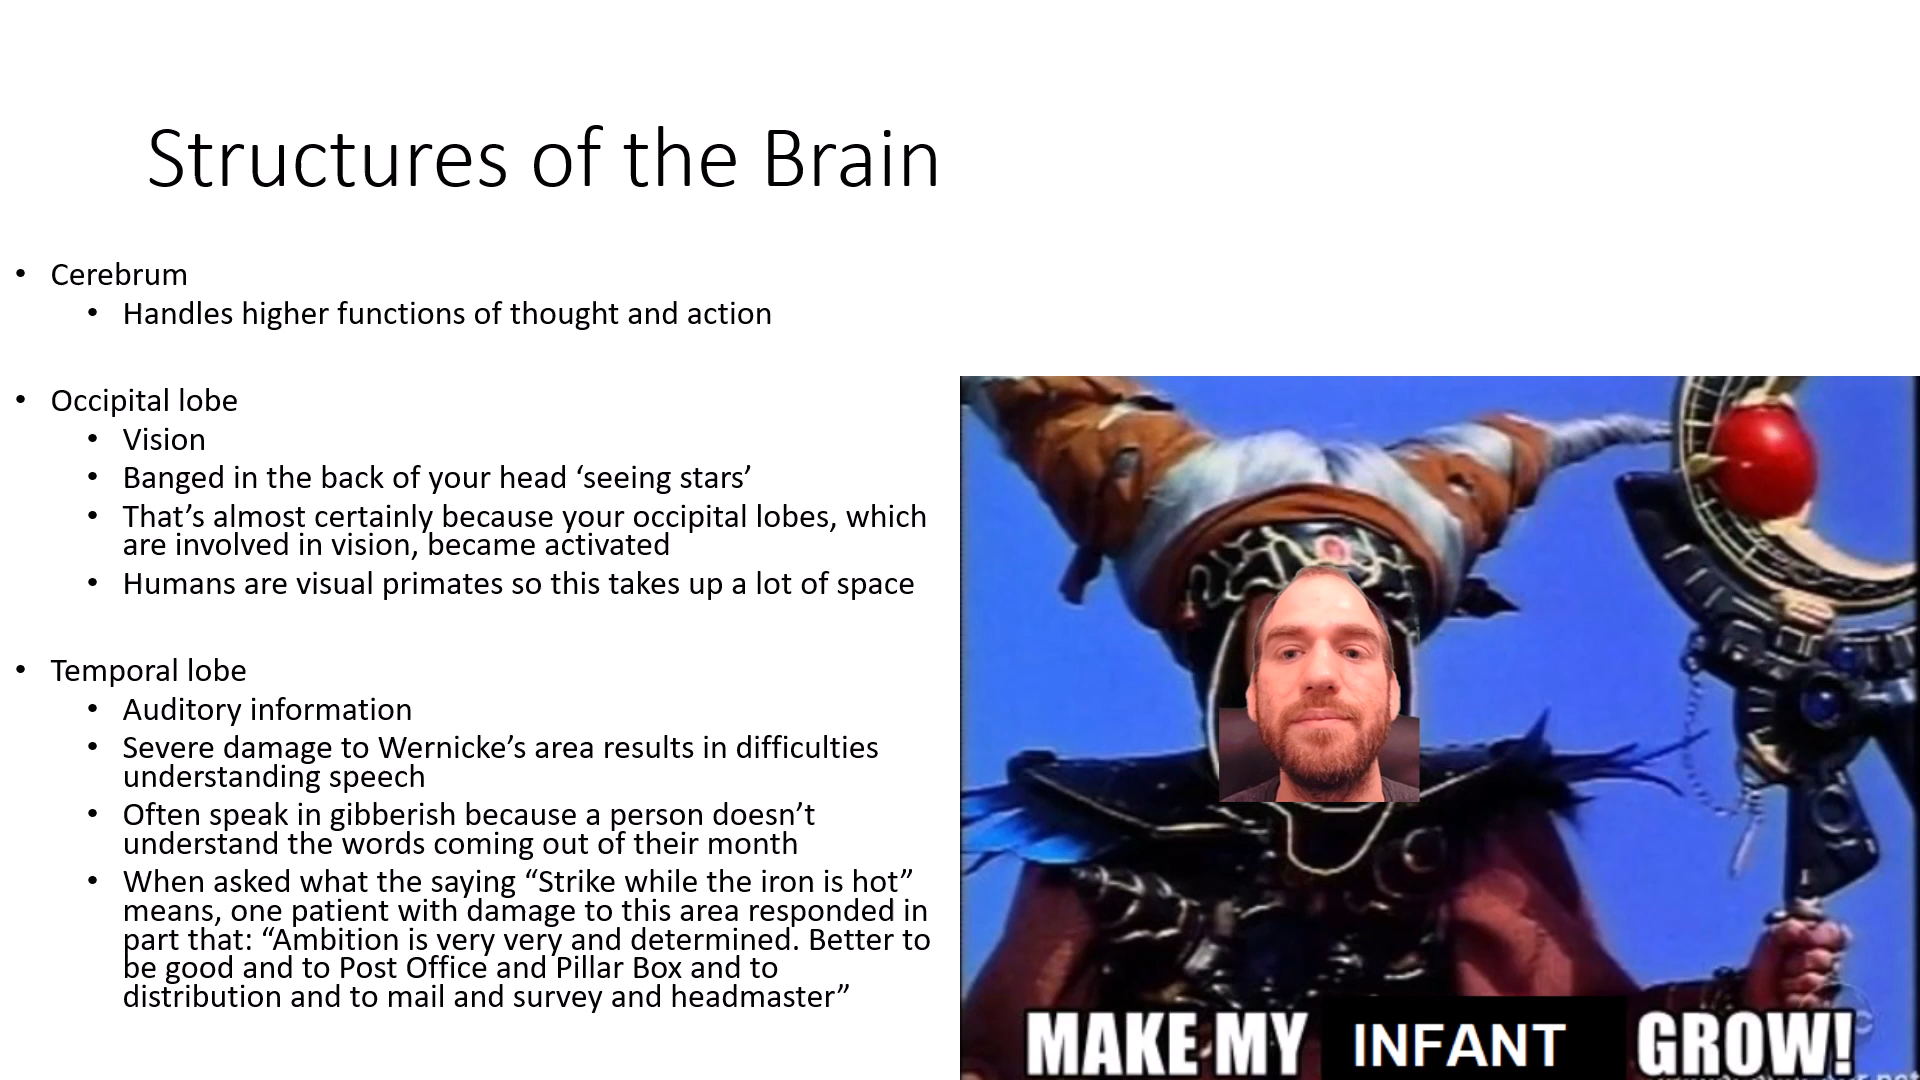 Structures of the Brain
• Cerebrum
• Handles higher functions of thought and action
• Occipital lobe
• Vision
• Banged in the back of your head ‘seeing stars’
• That’s almost certainly because your occipital lobes, which
are involved in vision, became activated
• Humans are visual primates so this takes up a lot of space
• Temporal lobe
• Auditory information
• Severe damage to Wernicke’s area results in difficulties
understanding speech
• Often speak in gibberish because a person doesn’t
understand the words coming out of their month
• When asked what the saying “Strike while the iron is hot”
means, one patient with damage to this area responded in
part that: “Ambition is very very and determined. Better to
be good and to Post Office and Pillar Box and to
distribution and to mail and survey and headmaster”
MAKE MY INFANT GROW!